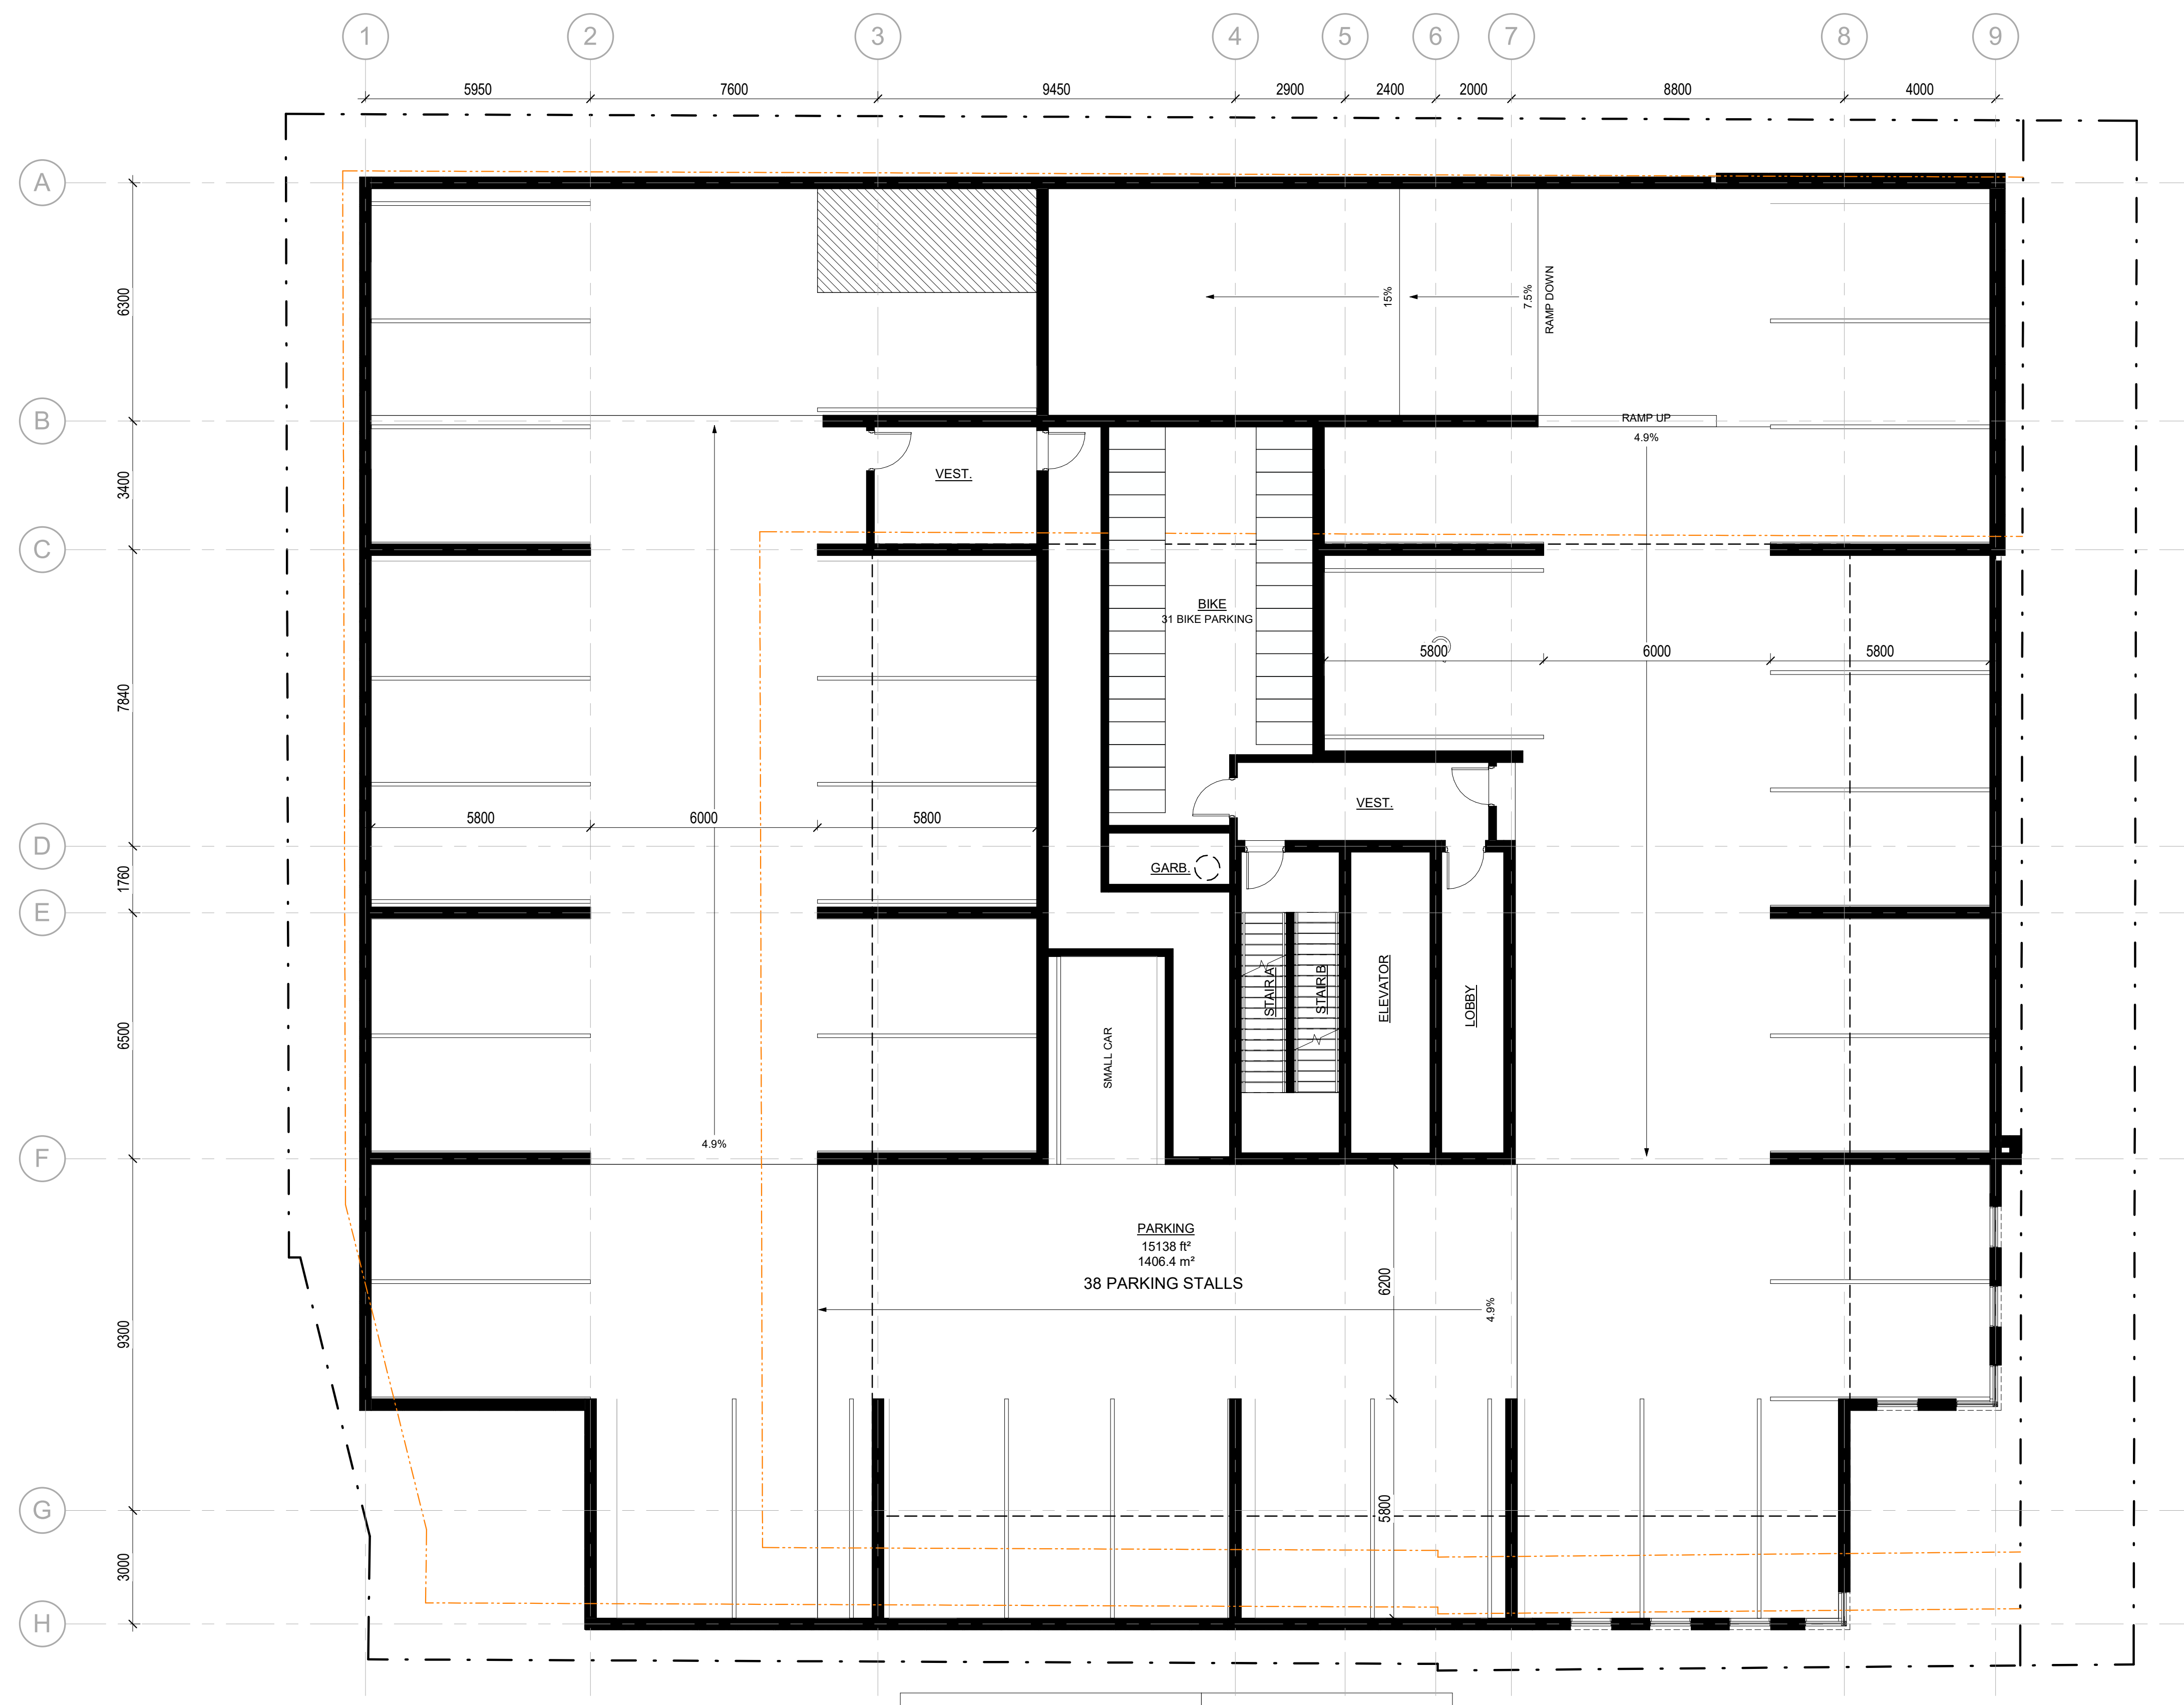 1 2 3 4 5 6 7 8 9
5950 7600 9450 2900 2400 2000 8800 4000
A
6300
15%
7.5%
RAMP DOWN
B
RAMP UP
4.9%
3400
VEST.
C
BIKE
31 BIKE PARKING
5800 6000 5800
7840
VEST.
5800 6000 5800
D
GARB.
1760
E
STAIR A
STAIR B
ELEVATOR
LOBBY
6500
SMALL CAR
4.9%
F
PARKING
15138 ft²
1406.4 m²
38 PARKING STALLS
6200
4.9%
9300
G
5800
3000
H